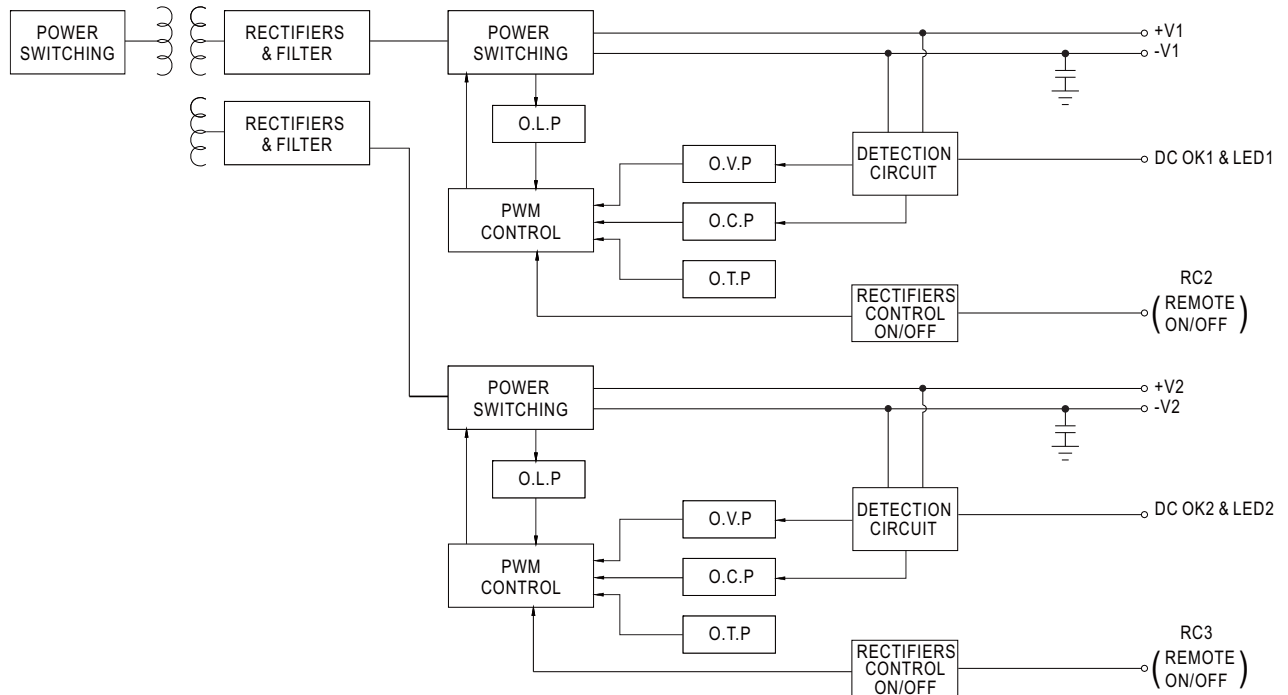 POWER
SWITCHING
RECTIFIERS
& FILTER
POWER
SWITCHING
+V1
-V1
RECTIFIERS
& FILTER
O.L.P
O.V.P
DETECTION
CIRCUIT
DC OK1 & LED1
PWM
CONTROL
O.C.P
O.T.P
RECTIFIERS
CONTROL
ON/OFF
RC2
(REMOTE
ON/OFF)
POWER
SWITCHING
+V2
-V2
O.L.P
O.V.P
DETECTION
CIRCUIT
DC OK2 & LED2
PWM
CONTROL
O.C.P
O.T.P
RECTIFIERS
CONTROL
ON/OFF
RC3
(REMOTE
ON/OFF)